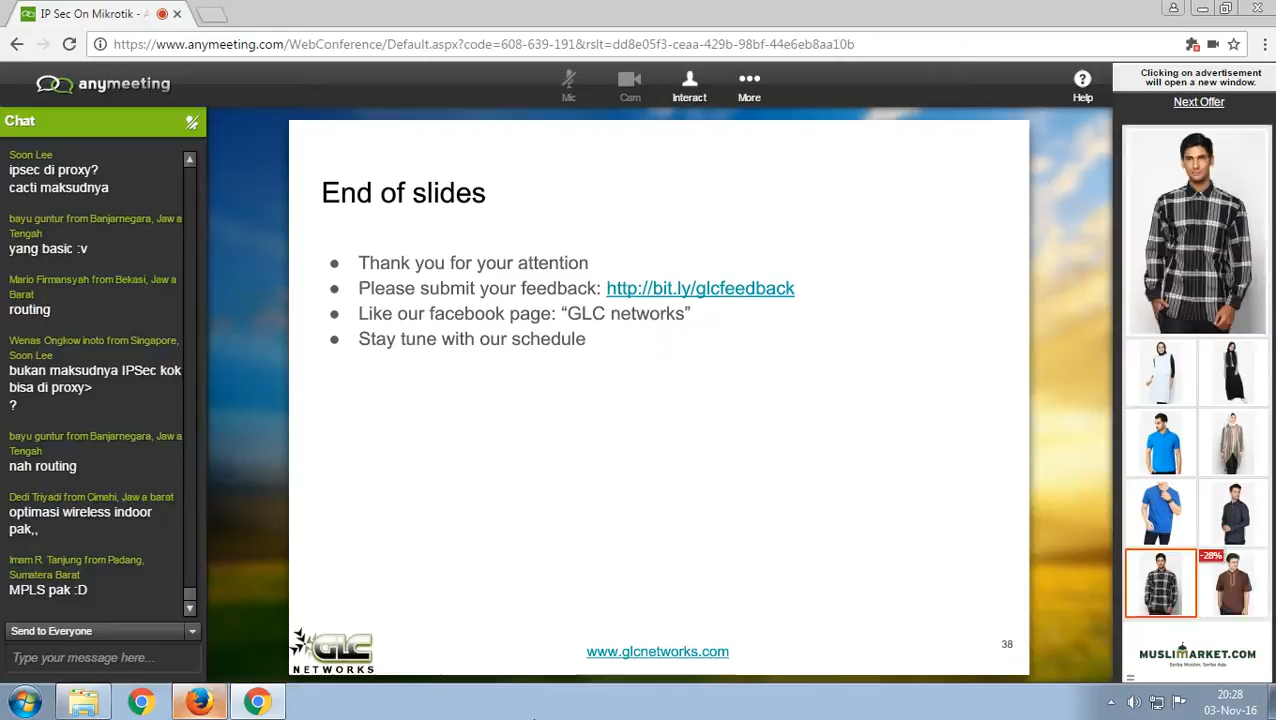 IP Sec On Mikrotik - A
https://www.anymeeting.com/WebConference/Default.aspx?code=608-639-191&rslt=dd8e05f3-ceaa-429b-98bf-44e6eb8aa10b
anymeeting
Mic
Cam
Interact
More
Help
Clicking on advertisement
will open a new window.
Next Offer
Chat
Soon Lee
ipsec di proxy?
cacti maksudnya
bayu guntur from Banjarnegara, Jawa
Tengah
yang basic :v
Mario Firmansyah from Bekasi, Jawa
Barat
routing
Wenas Ongkowinoto from Singapore,
Soon Lee
bukan maksudnya IPSec kok
bisa di proxy>
?
bayu guntur from Banjarnegara, Jawa
Tengah
nah routing
Dedi Triyadi from Cimahi, Jawa barat
optimasi wireless indoor
pak,,
Imam R. Tanjung from Padang,
Sumatera Barat
MPLS pak :D
Send to Everyone
Type your message here...
End of slides
● Thank you for your attention
● Please submit your feedback: http://bit.ly/glcfeedback
● Like our facebook page: “GLC networks”
● Stay tune with our schedule
GLC
NETWORKS
www.glcnetworks.com
38
-28%
MUSLIMARKET.COM
Serba Muslim, Serba Ada
20:28
03-Nov-16